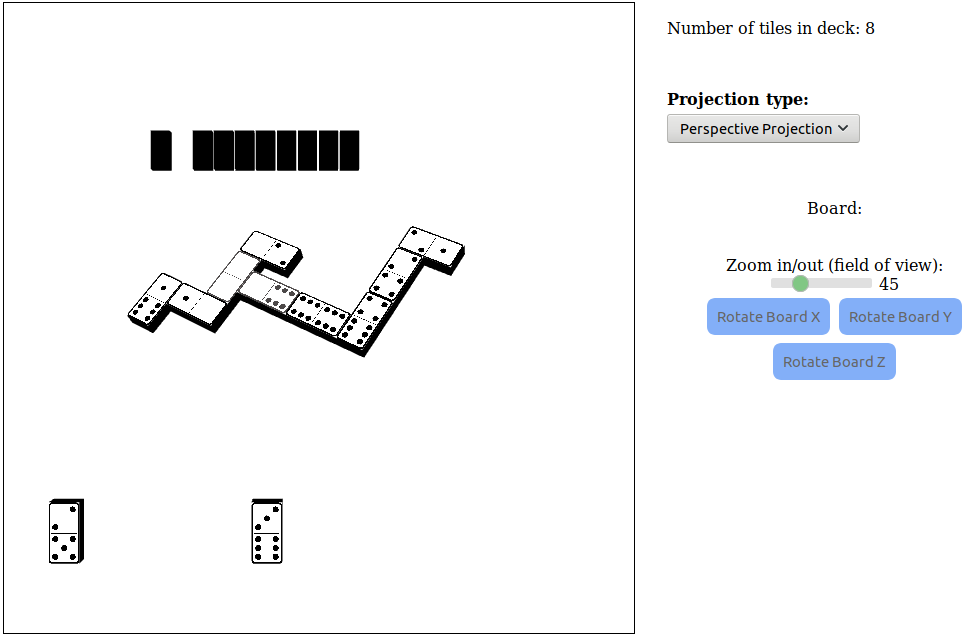 Number of tiles in deck: 8
Projection type:
Perspective Projection
Board:
Zoom in/out (field of view):
45
Rotate Board X
Rotate Board Y
Rotate Board Z